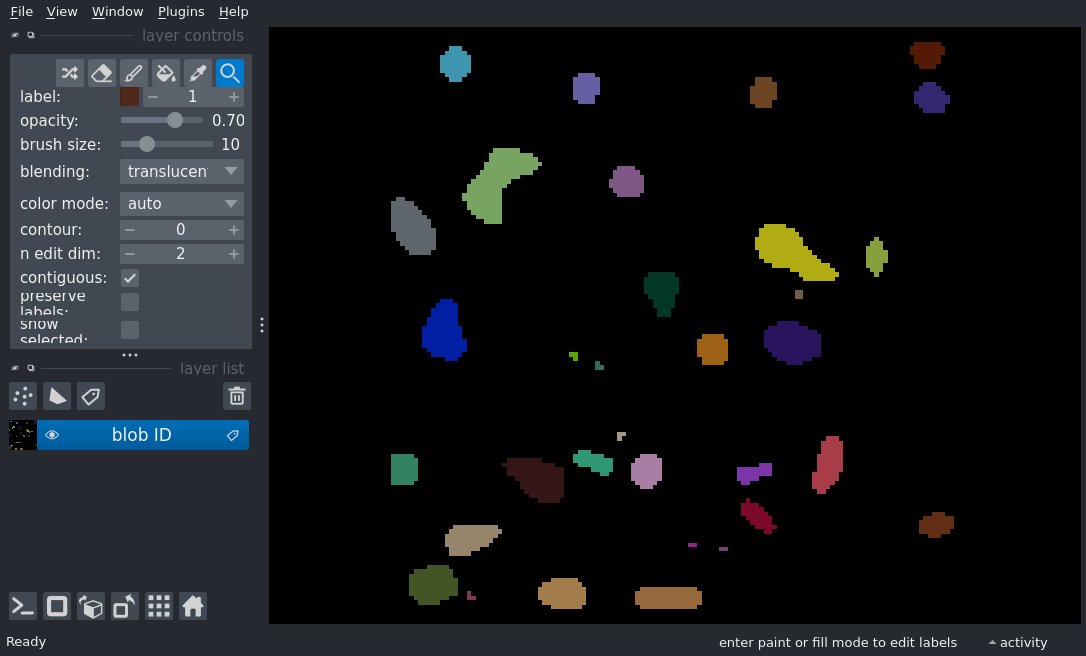 File View Window Plugins Help
layer controls
label: 1
opacity: 0.70
brush size: 10
blending: translucen
color mode: auto
contour: 0
n edit dim: 2
contiguous:
preserve
labels:
show
selected:
layer list
blob ID
Ready enter paint or fill mode to edit labels activity